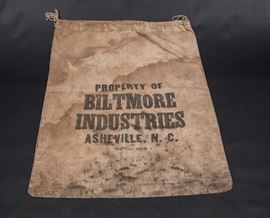 PROPERTY OF
BILTMORE
INDUSTRIES
ASHEVILLE, N. C.